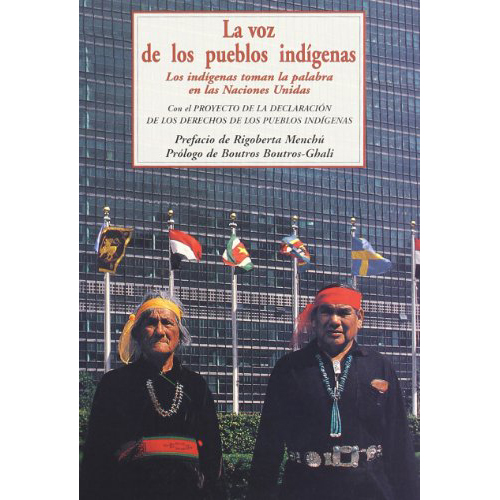 La voz
de los pueblos indígenas
Los indígenas toman la palabra
en las Naciones Unidas
Con el PROYECTO DE LA DECLARACIÓN
DE LOS DERECHOS DE LOS PUEBLOS INDÍGENAS
Prefacio de Rigoberta Menchú
Prólogo de Boutros Boutros-Ghali